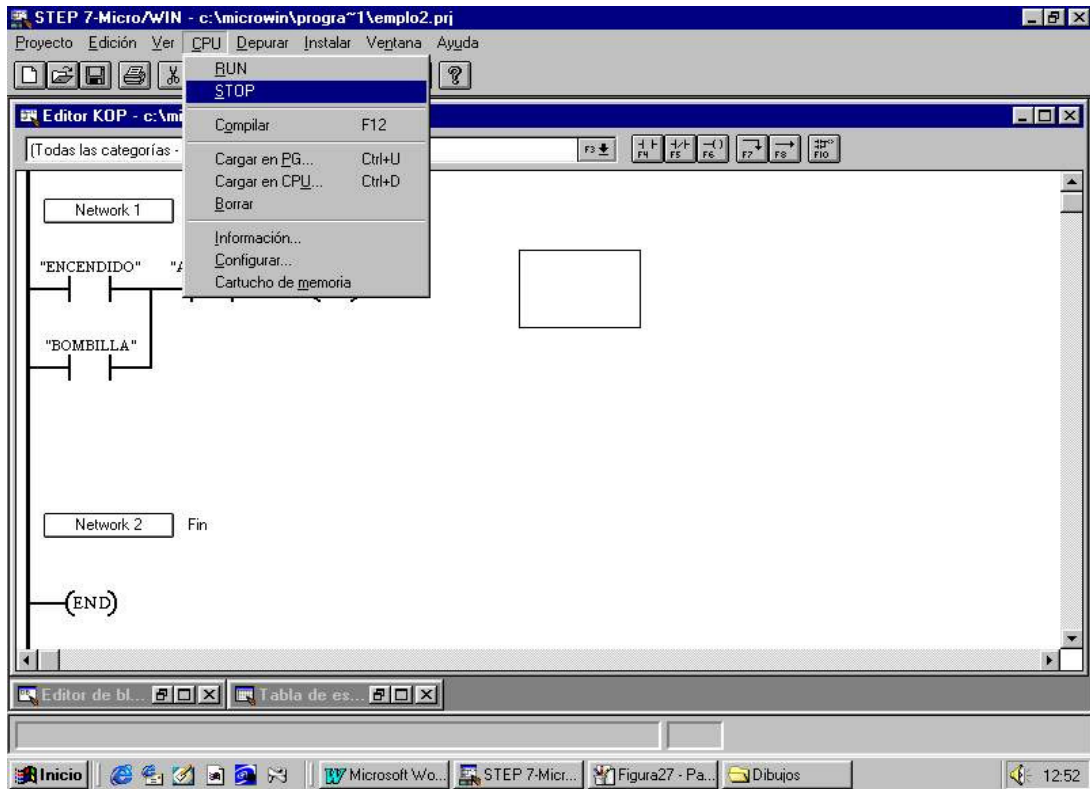 STEP 7-Micro/WIN - c:\microwin\progra~1\emplo2.prj
Proyecto Edición Ver CPU Depurar Instalar Ventana Ayuda
RUN
STOP
Compilar F12
Cargar en PG... Ctrl+U
Cargar en CPU... Ctrl+D
Borrar
Información...
Configurar...
Cartucho de memoria
Editor KOP - c:\mi
(Todas las categorías -
F3 F4 F5 F6 F7 F8 F10
Network 1
"ENCENDIDO" "A
"BOMBILLA"
Network 2 Fin
(END)
Editor de bl... Tabla de es...
Inicio Microsoft Wo... STEP 7-Micr... Figura27 - Pa... Dibujos 12:52